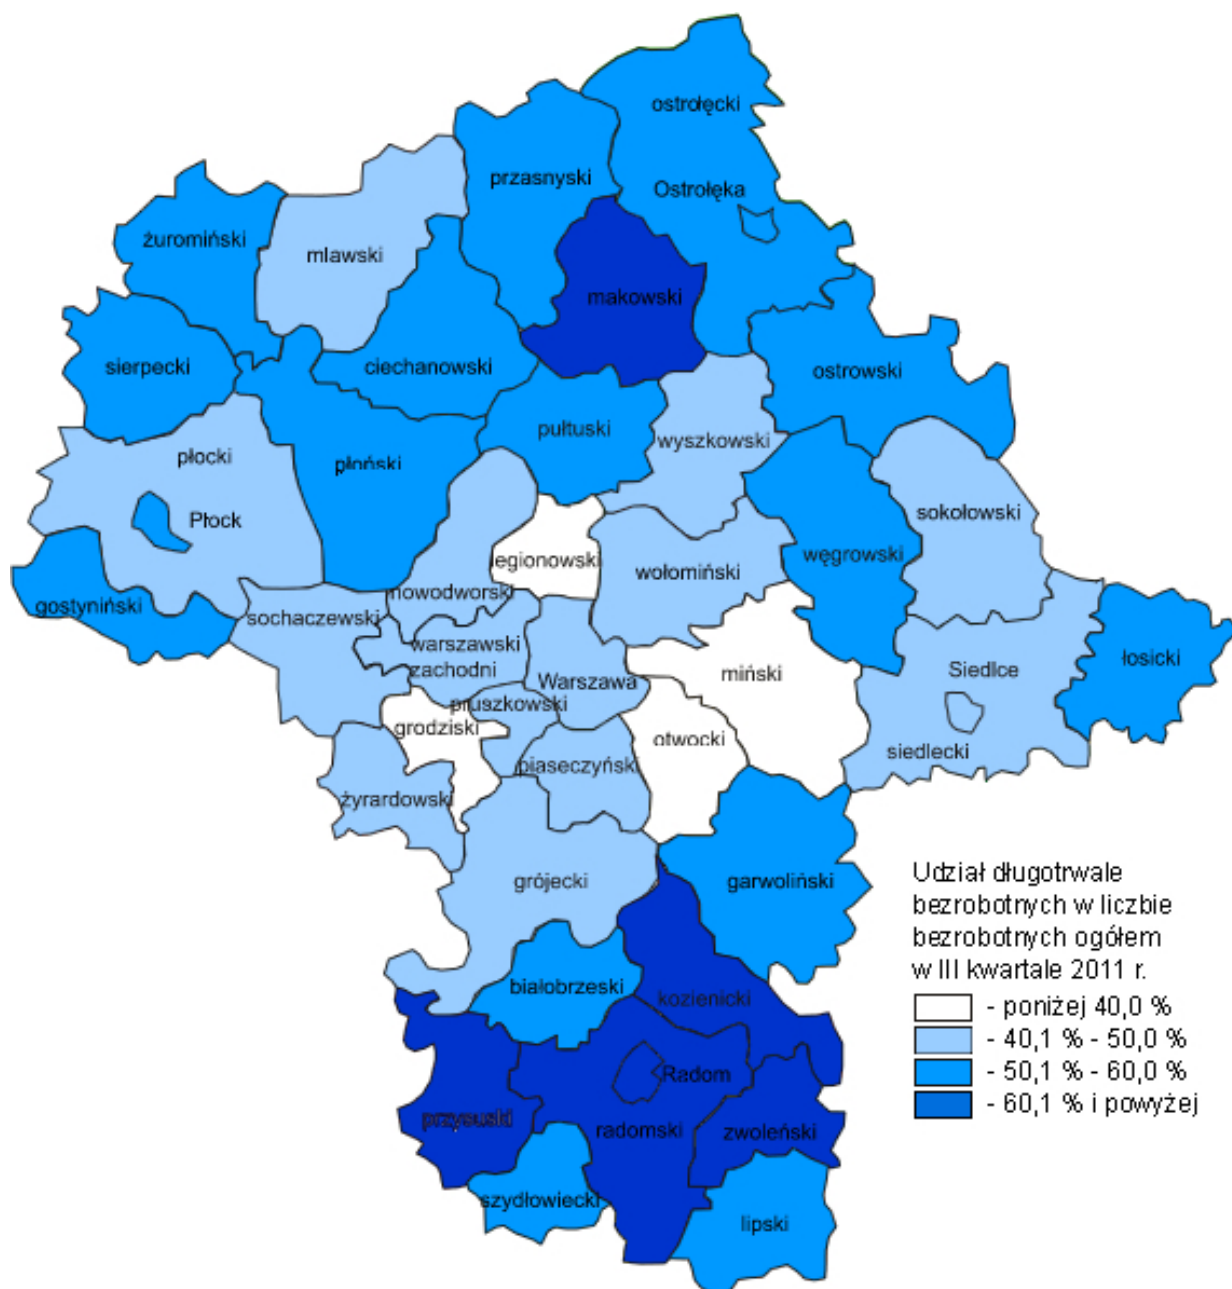 ostrołęcki
przasnyski
Ostrołęka
żuromiński
mlawski
makowski
sierpecki
ciechanowski
ostrowski
pułtuski
wyszkowski
płocki
płoński
Płock
sokołowski
legionowski
wołomiński
węgrowski
nowodworski
gostyniński
sochaczewski
warszawski
zachodni
łosicki
Siedlce
miński
Warszawa
pruszkowski
grodziski
otwocki
siedlecki
piaseczyński
żyrardowski
grójecki
garwoliński
białobrzeski
kozienicki
Radom
przysuski
radomski
zwoleński
szydłowiecki
lipski
Udział długotrwale
bezrobotnych w liczbie
bezrobotnych ogółem
w III kwartale 2011 r.
- poniżej 40,0 %
- 40,1 % - 50,0 %
- 50,1 % - 60,0 %
- 60,1 % i powyżej